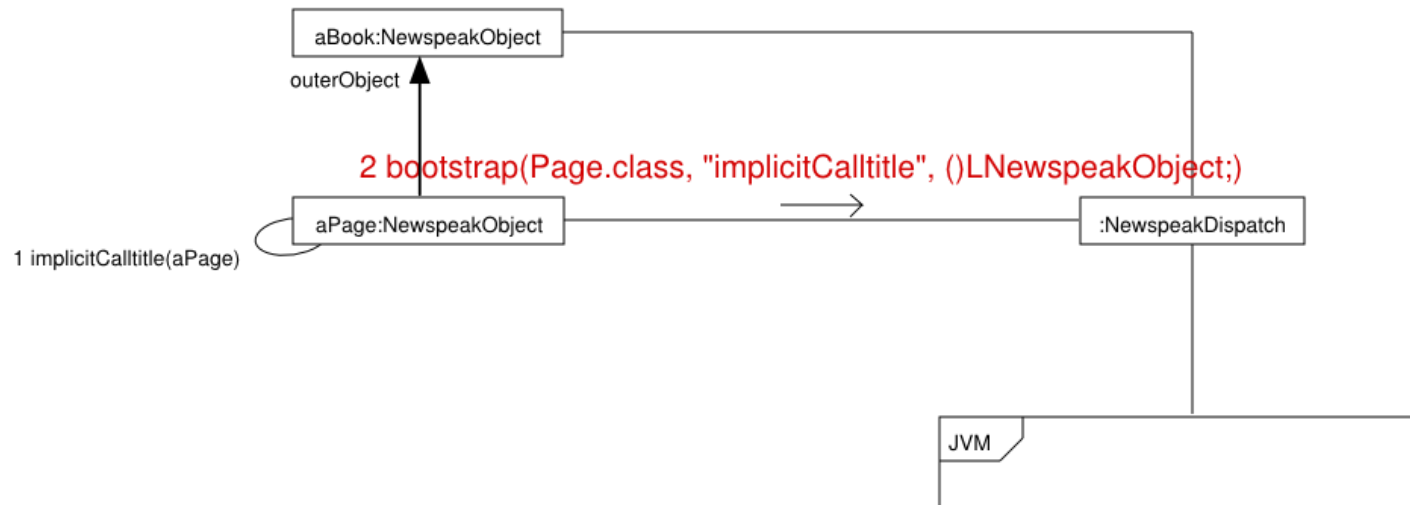 aBook:NewspeakObject
outerObject
2 bootstrap(Page.class, "implicitCalltitle", ()LNewspeakObject;)
aPage:NewspeakObject
:NewspeakDispatch
1 implicitCalltitle(aPage)
JVM